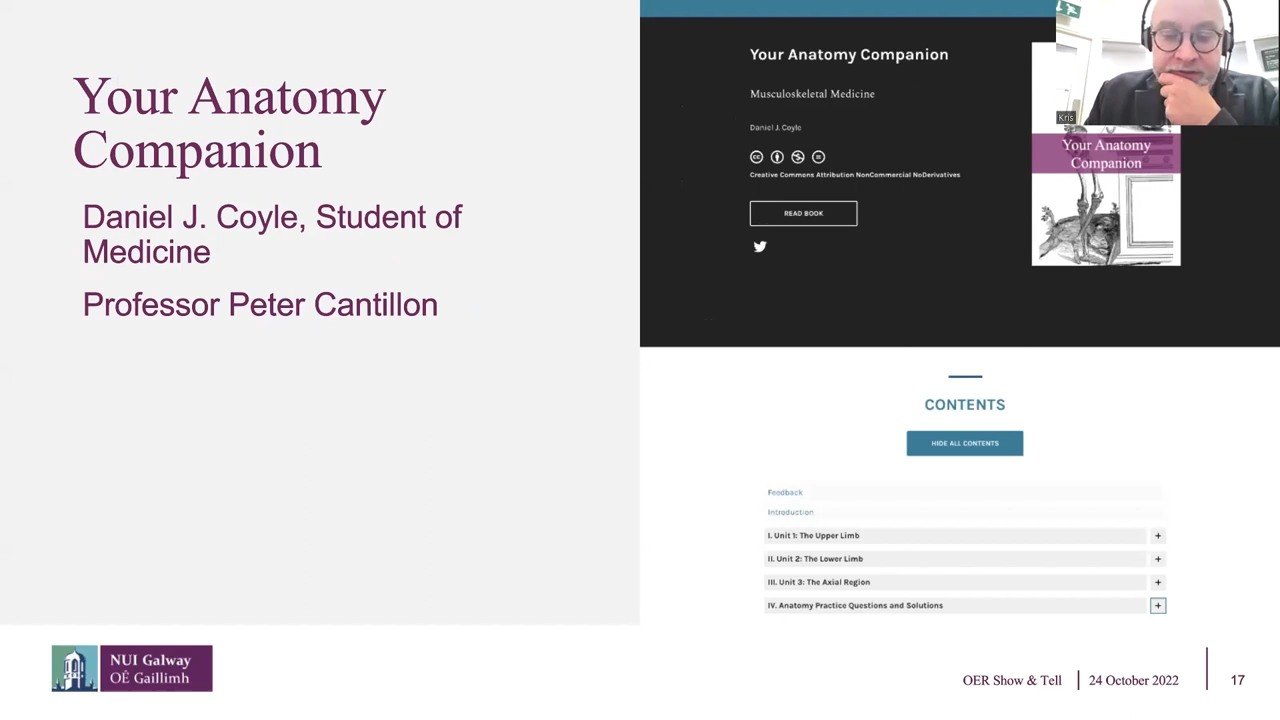 Your Anatomy
Companion
Daniel J. Coyle, Student of
Medicine
Professor Peter Cantillon
Your Anatomy Companion
Musculoskeletal Medicine
Daniel J. Coyle
Creative Commons Attribution NonCommercial NoDerivatives
READ BOOK
Kris
Your Anatomy
Companion
CONTENTS
HIDE ALL CONTENTS
Feedback
Introduction
I. Unit 1: The Upper Limb +
II. Unit 2: The Lower Limb +
III. Unit 3: The Axial Region +
IV. Anatomy Practice Questions and Solutions +
NUI Galway
OÉ Gaillimh
OER Show & Tell
24 October 2022
17